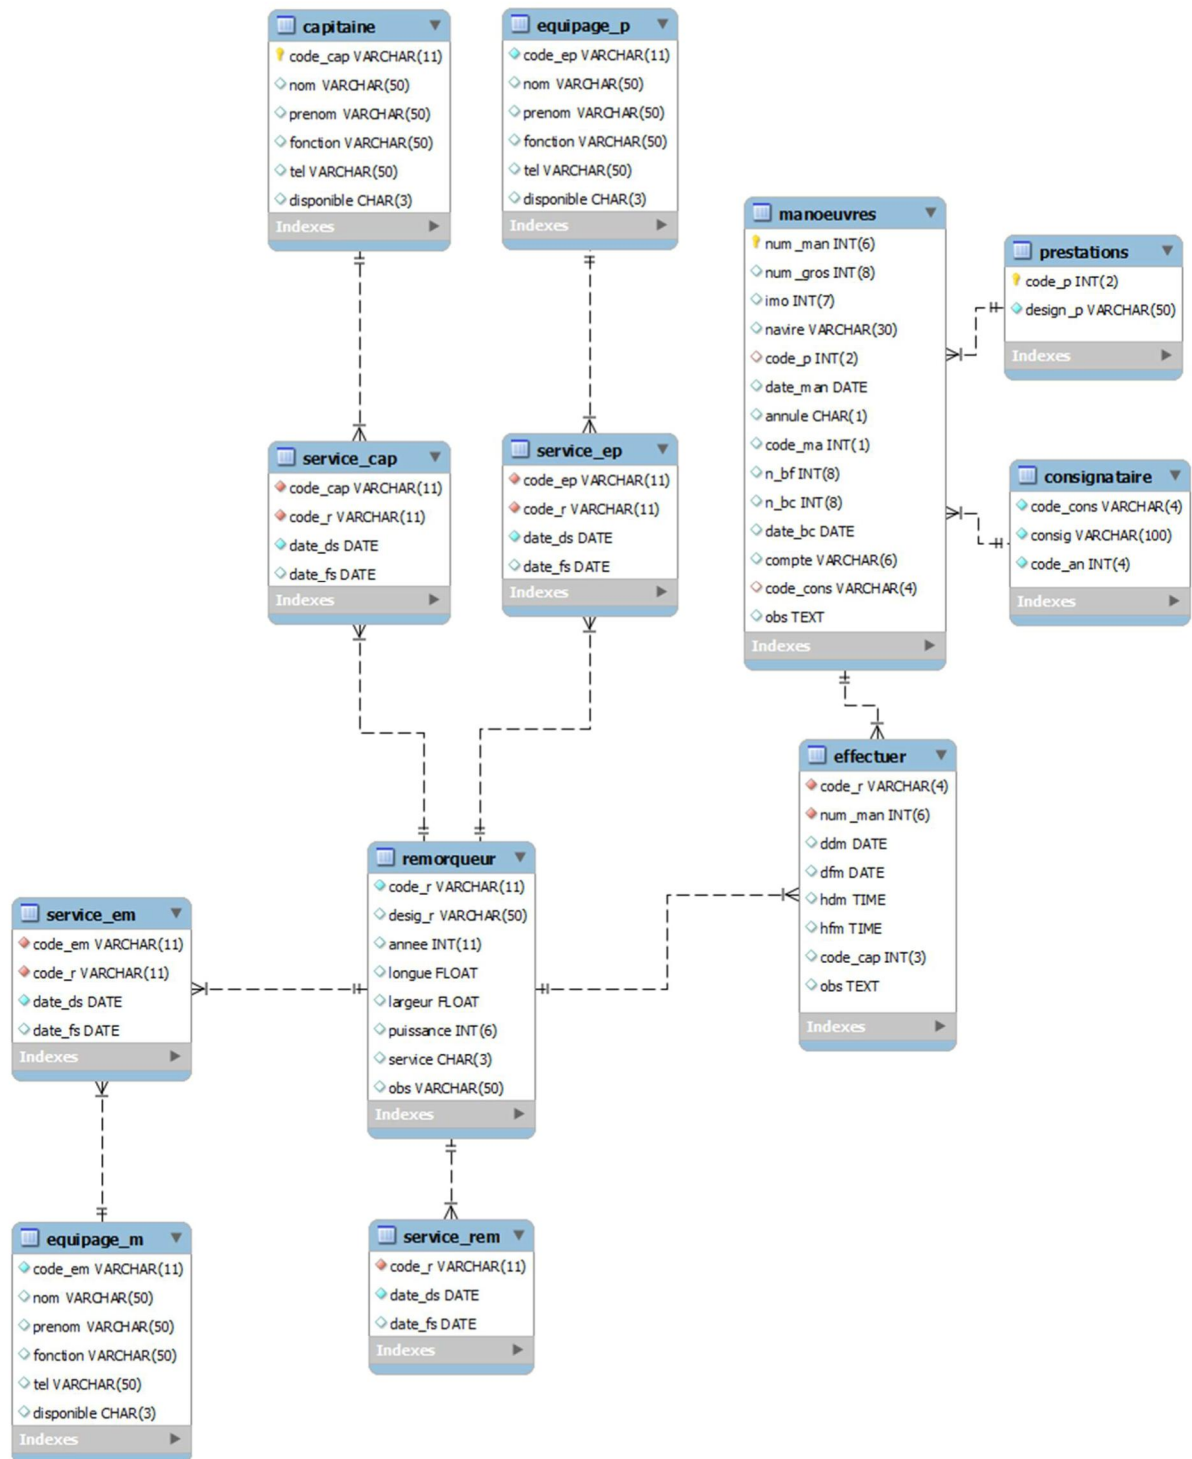 capitaine
code_cap VARCHAR(11)
nom VARCHAR(50)
prenom VARCHAR(50)
fonction VARCHAR(50)
tel VARCHAR(50)
disponible CHAR(3)
Indexes
equipage_p
code_ep VARCHAR(11)
nom VARCHAR(50)
prenom VARCHAR(50)
fonction VARCHAR(50)
tel VARCHAR(50)
disponible CHAR(3)
Indexes
manoeuvres
num_man INT(6)
num_gros INT(8)
imo INT(7)
navire VARCHAR(30)
code_p INT(2)
date_man DATE
annule CHAR(1)
code_ma INT(1)
n_bf INT(8)
n_bc INT(8)
date_bc DATE
compte VARCHAR(6)
code_cons VARCHAR(4)
obs TEXT
Indexes
prestations
code_p INT(2)
design_p VARCHAR(50)
Indexes
service_cap
code_cap VARCHAR(11)
code_r VARCHAR(11)
date_ds DATE
date_fs DATE
Indexes
service_ep
code_ep VARCHAR(11)
code_r VARCHAR(11)
date_ds DATE
date_fs DATE
Indexes
consignataire
code_cons VARCHAR(4)
consig VARCHAR(100)
code_an INT(4)
Indexes
effectuer
code_r VARCHAR(4)
num_man INT(6)
ddm DATE
dfm DATE
hdm TIME
hfm TIME
code_cap INT(3)
obs TEXT
Indexes
remorqueur
code_r VARCHAR(11)
desig_r VARCHAR(50)
annee INT(11)
longue FLOAT
largeur FLOAT
puissance INT(6)
service CHAR(3)
obs VARCHAR(50)
Indexes
service_em
code_em VARCHAR(11)
code_r VARCHAR(11)
date_ds DATE
date_fs DATE
Indexes
equipage_m
code_em VARCHAR(11)
nom VARCHAR(50)
prenom VARCHAR(50)
fonction VARCHAR(50)
tel VARCHAR(50)
disponible CHAR(3)
Indexes
service_rem
code_r VARCHAR(11)
date_ds DATE
date_fs DATE
Indexes